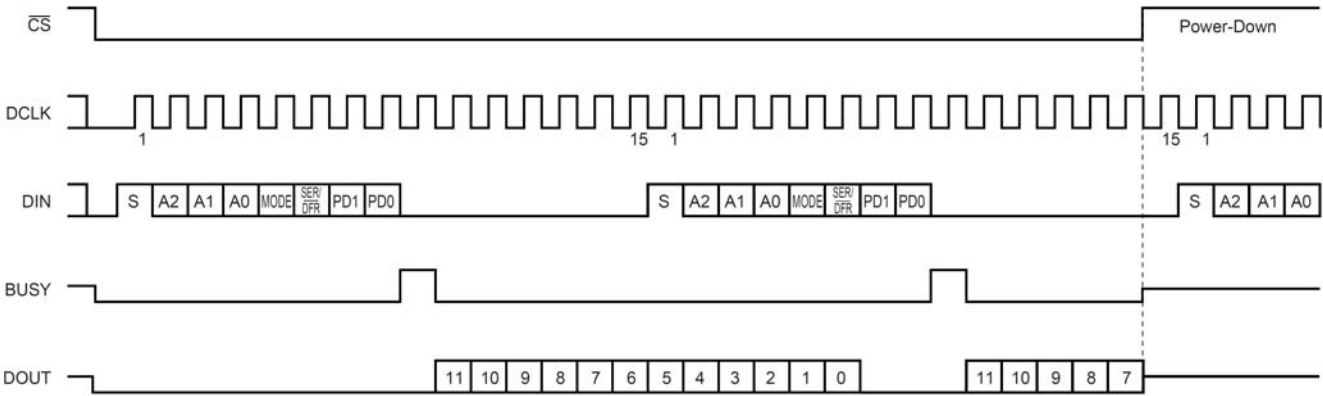 CS Power-Down
DCLK
1 15 1 15 1
DIN S A2 A1 A0 MODE SER/DFR PD1 PD0 S A2 A1 A0 MODE SER/DFR PD1 PD0 S A2 A1 A0
BUSY
DOUT 11 10 9 8 7 6 5 4 3 2 1 0 11 10 9 8 7